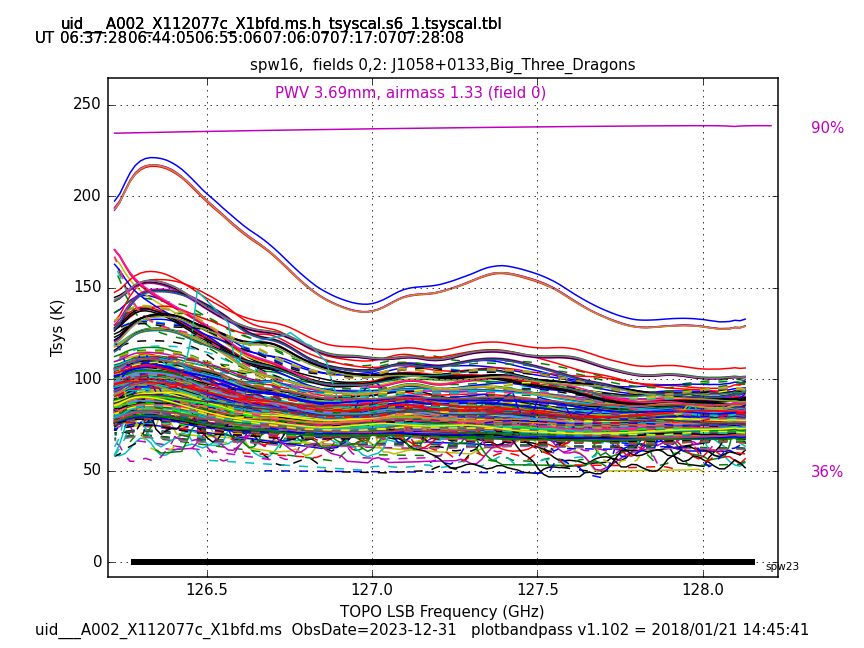 uid___A002_X112077c_X1bfd.ms.h_tsyscal.s6_1.tsyscal.tbl
UT 06:37:28 06:44:05 06:55:06 07:06:07 07:17:07 07:28:08
spw16,  fields 0,2: J1058+0133,Big_Three_Dragons
PWV 3.69mm, airmass 1.33 (field 0)
250
90%
200
150
Tsys (K)
100
50
36%
0
spw23
126.5 127.0 127.5 128.0
TOPO LSB Frequency (GHz)
uid___A002_X112077c_X1bfd.ms  ObsDate=2023-12-31   plotbandpass v1.102 = 2018/01/21 14:45:41